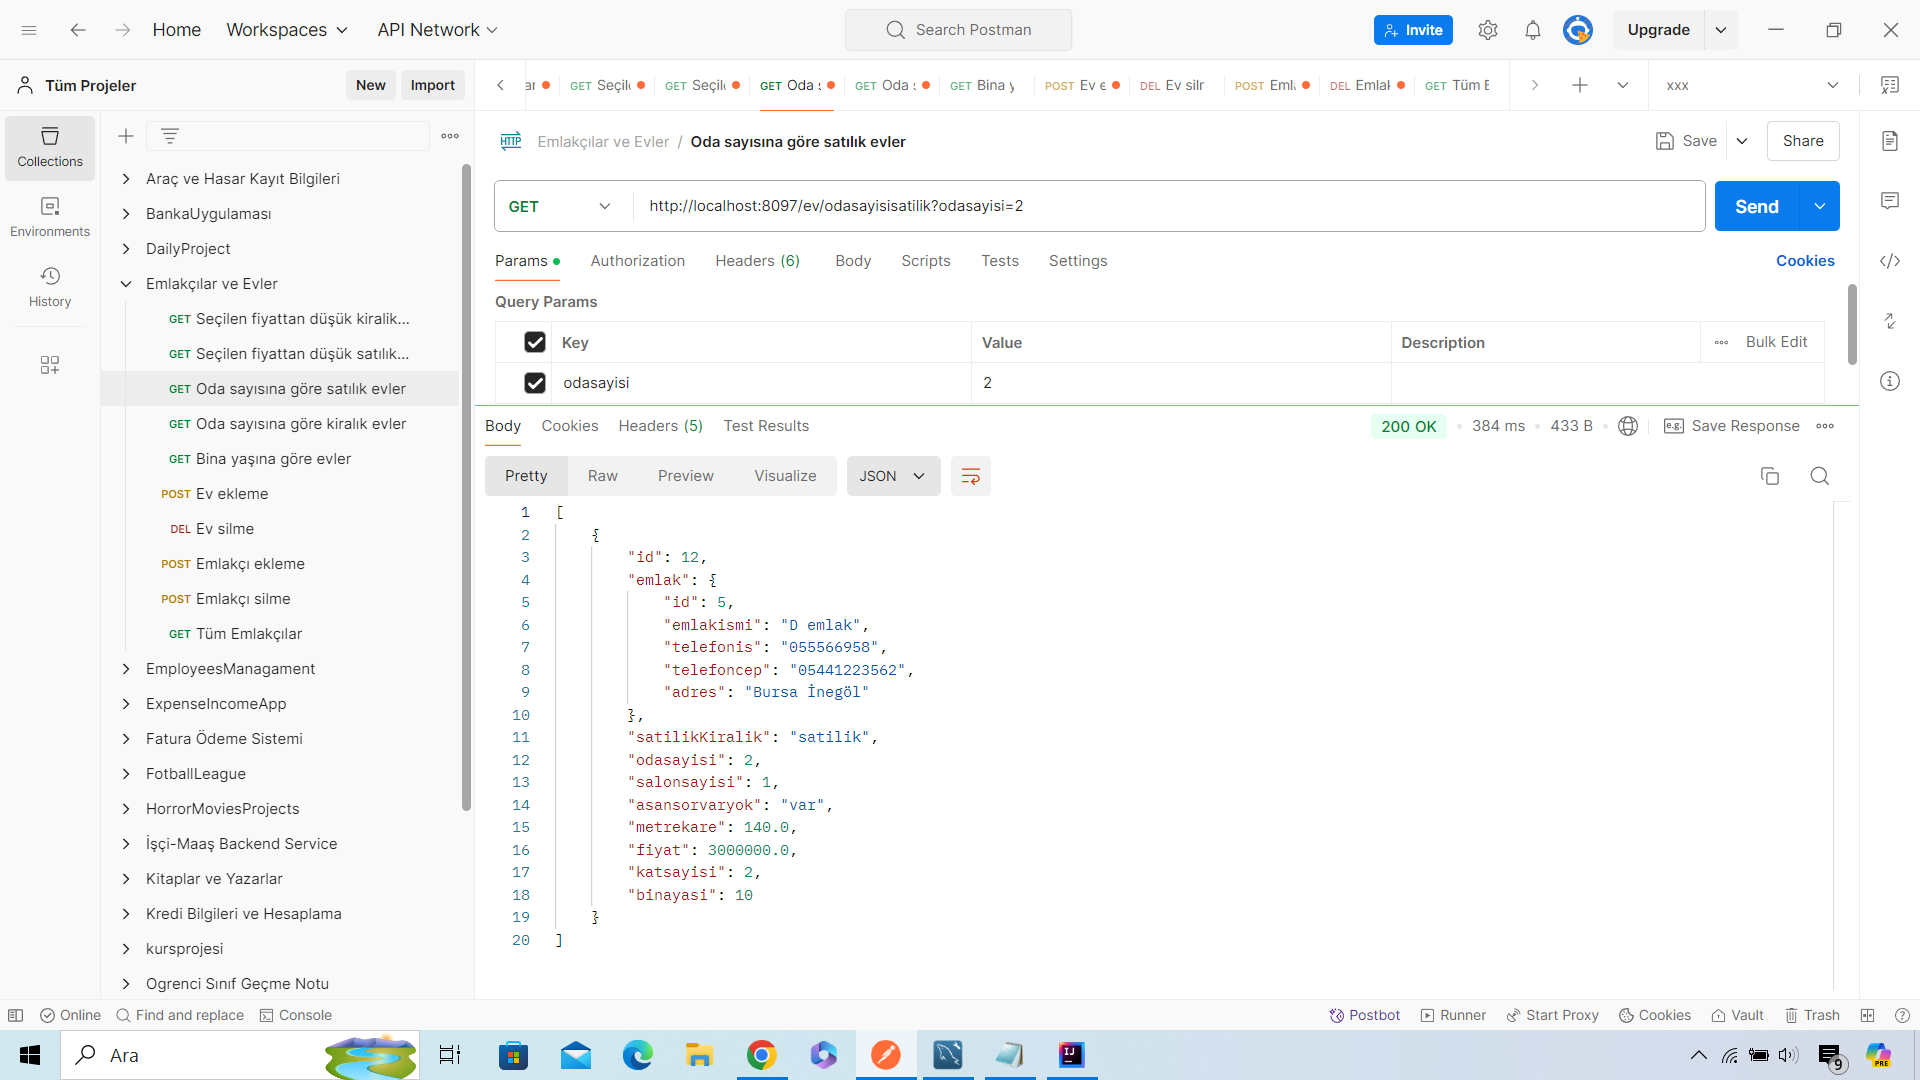 Home Workspaces API Network Search Postman Invite Upgrade
Tüm Projeler New Import
ar GET Seçil GET Seçil GET Oda s GET Oda s GET Bina y POST Ev e DEL Ev silr POST Emla DEL Emlak GET Tüm E xxx
Collections
Environments
History
Araç ve Hasar Kayıt Bilgileri
BankaUygulaması
DailyProject
Emlakçılar ve Evler
GET Seçilen fiyattan düşük kiralik...
GET Seçilen fiyattan düşük satılık...
GET Oda sayısına göre satılık evler
GET Oda sayısına göre kiralık evler
GET Bina yaşına göre evler
POST Ev ekleme
DEL Ev silme
POST Emlakçı ekleme
POST Emlakçı silme
GET Tüm Emlakçılar
EmployeesManagament
ExpenseIncomeApp
Fatura Ödeme Sistemi
FotballLeague
HorrorMoviesProjects
İşçi-Maaş Backend Service
Kitaplar ve Yazarlar
Kredi Bilgileri ve Hesaplama
kursprojesi
Ogrenci Sınıf Geçme Notu
HTTP Emlakçılar ve Evler / Oda sayısına göre satılık evler Save Share
GET http://localhost:8097/ev/odasayisisatilik?odasayisi=2 Send
Params Authorization Headers (6) Body Scripts Tests Settings Cookies
Query Params
Key Value Description Bulk Edit
odasayisi 2
Body Cookies Headers (5) Test Results 200 OK 384 ms 433 B e.g. Save Response
Pretty Raw Preview Visualize JSON
1 [
2 {
3 "id": 12,
4 "emlak": {
5 "id": 5,
6 "emlakismi": "D emlak",
7 "telefonis": "055566958",
8 "telefoncep": "05441223562",
9 "adres": "Bursa İnegöl"
10 },
11 "satilikKiralik": "satilik",
12 "odasayisi": 2,
13 "salonsayisi": 1,
14 "asansorvaryok": "var",
15 "metrekare": 140.0,
16 "fiyat": 3000000.0,
17 "katsayisi": 2,
18 "binayasi": 10
19 }
20 ]
Online Find and replace Console Postbot Runner Start Proxy Cookies Vault Trash
Ara IJ 9 PRE